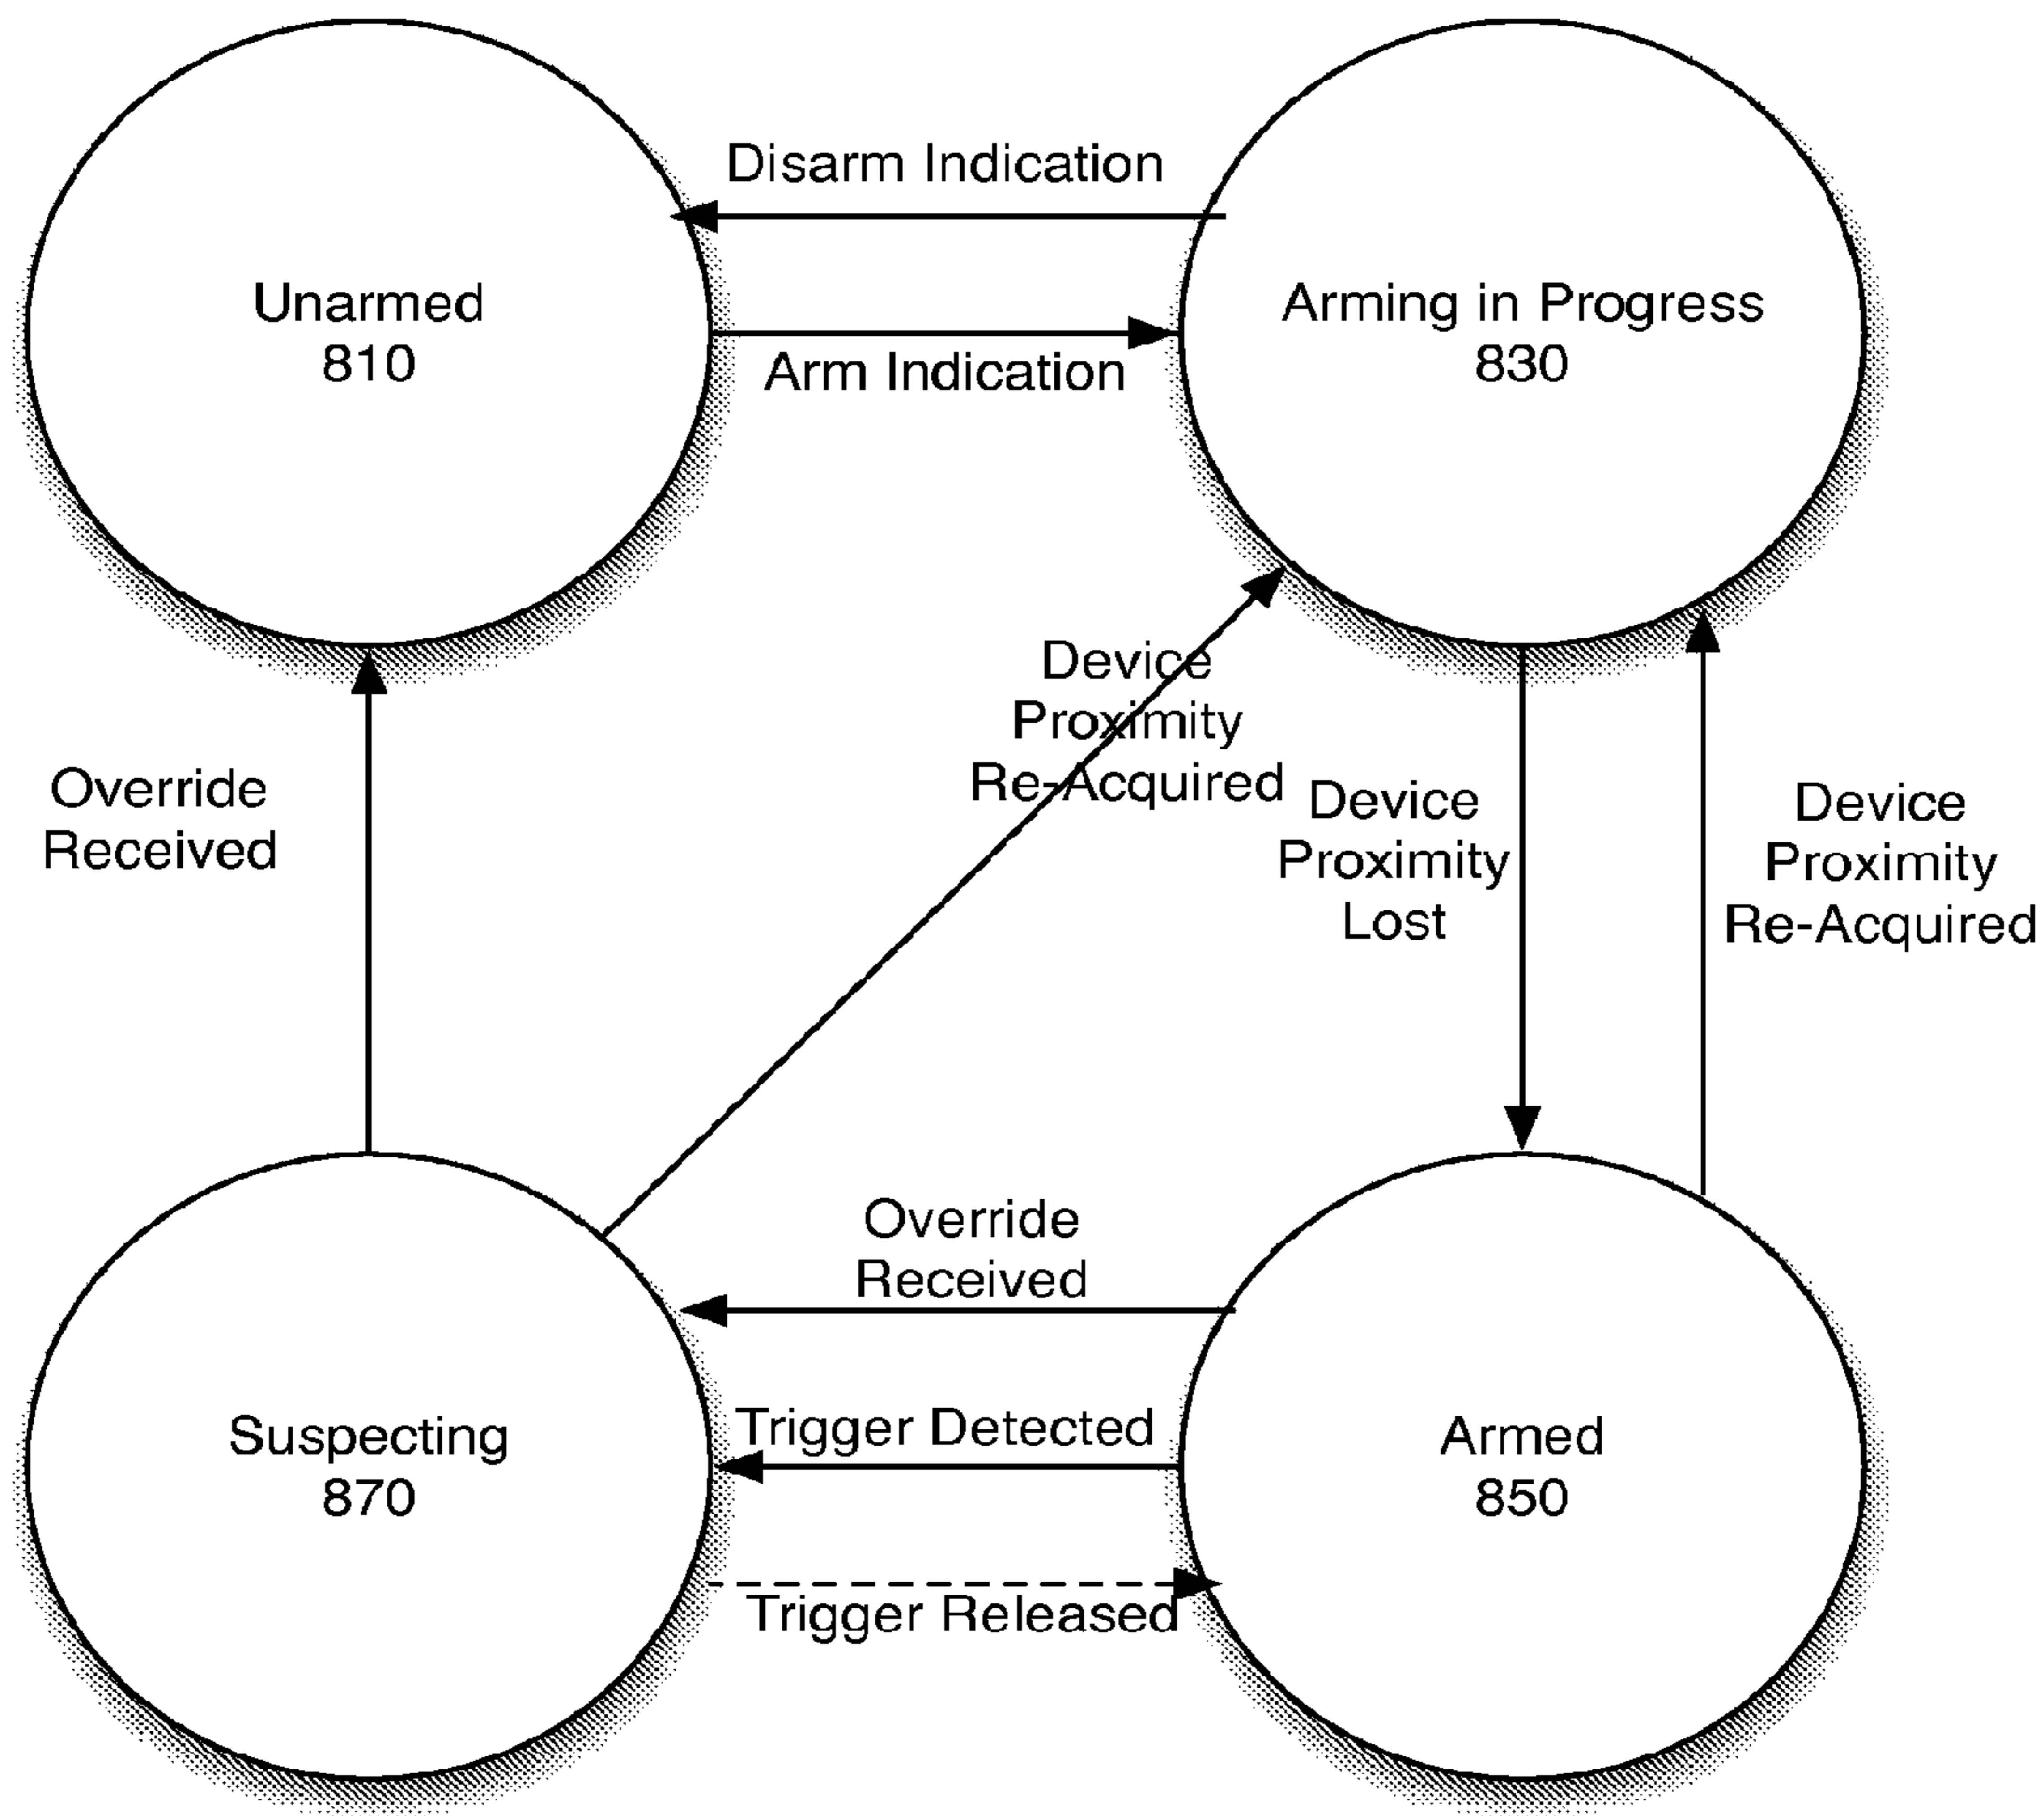 Disarm Indication
Unarmed
810
Arm Indication
Arming in Progress
830
Override
Received
Device
Proximity
Re-Acquired
Device
Proximity
Lost
Device
Proximity
Re-Acquired
Override
Received
Suspecting
870
Trigger Detected
Trigger Released
Armed
850